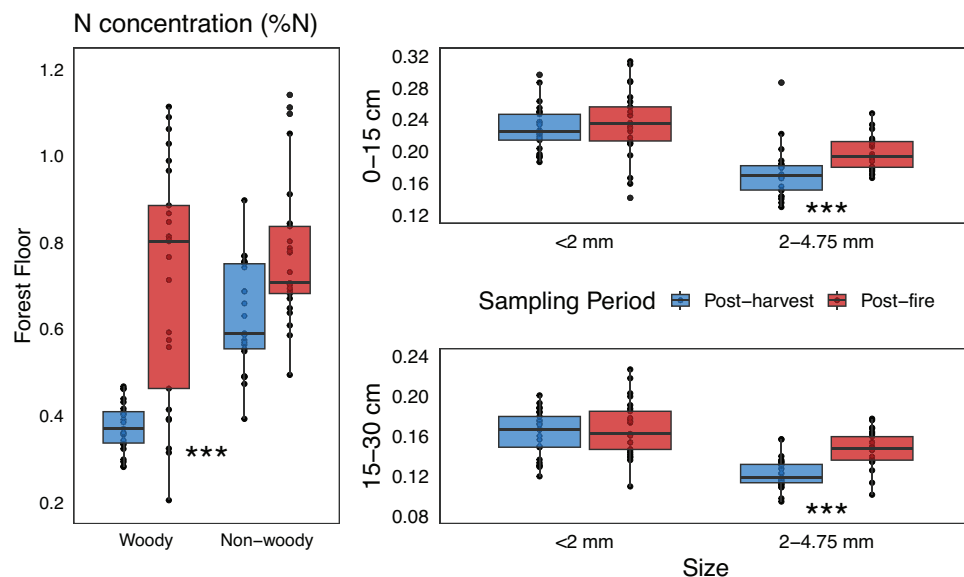 N concentration (%N)
Forest Floor
1.2
1.0
0.8
0.6
0.4
0.2
***
Woody Non−woody
0−15 cm
0.32
0.28
0.24
0.20
0.16
0.12
***
<2 mm 2−4.75 mm
Sampling Period Post−harvest Post−fire
15−30 cm
0.24
0.20
0.16
0.12
0.08
***
<2 mm 2−4.75 mm
Size